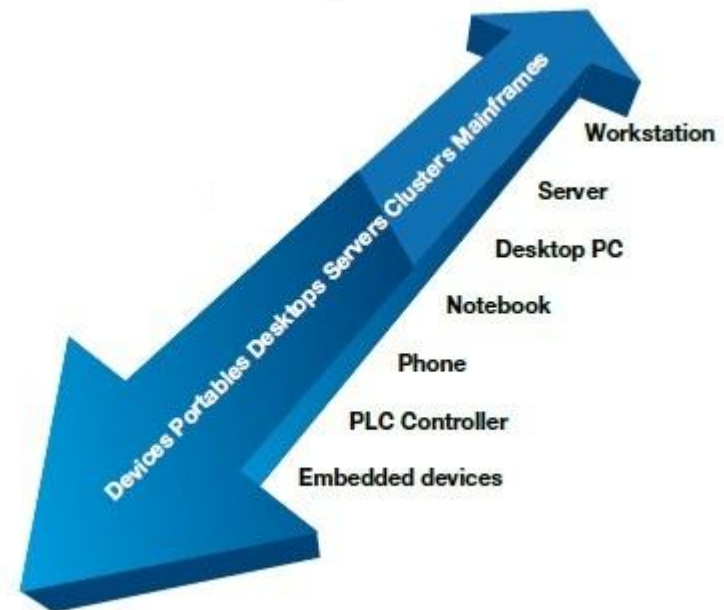 Devices Portables Desktops Servers Clusters Mainframes
Workstation
Server
Desktop PC
Notebook
Phone
PLC Controller
Embedded devices